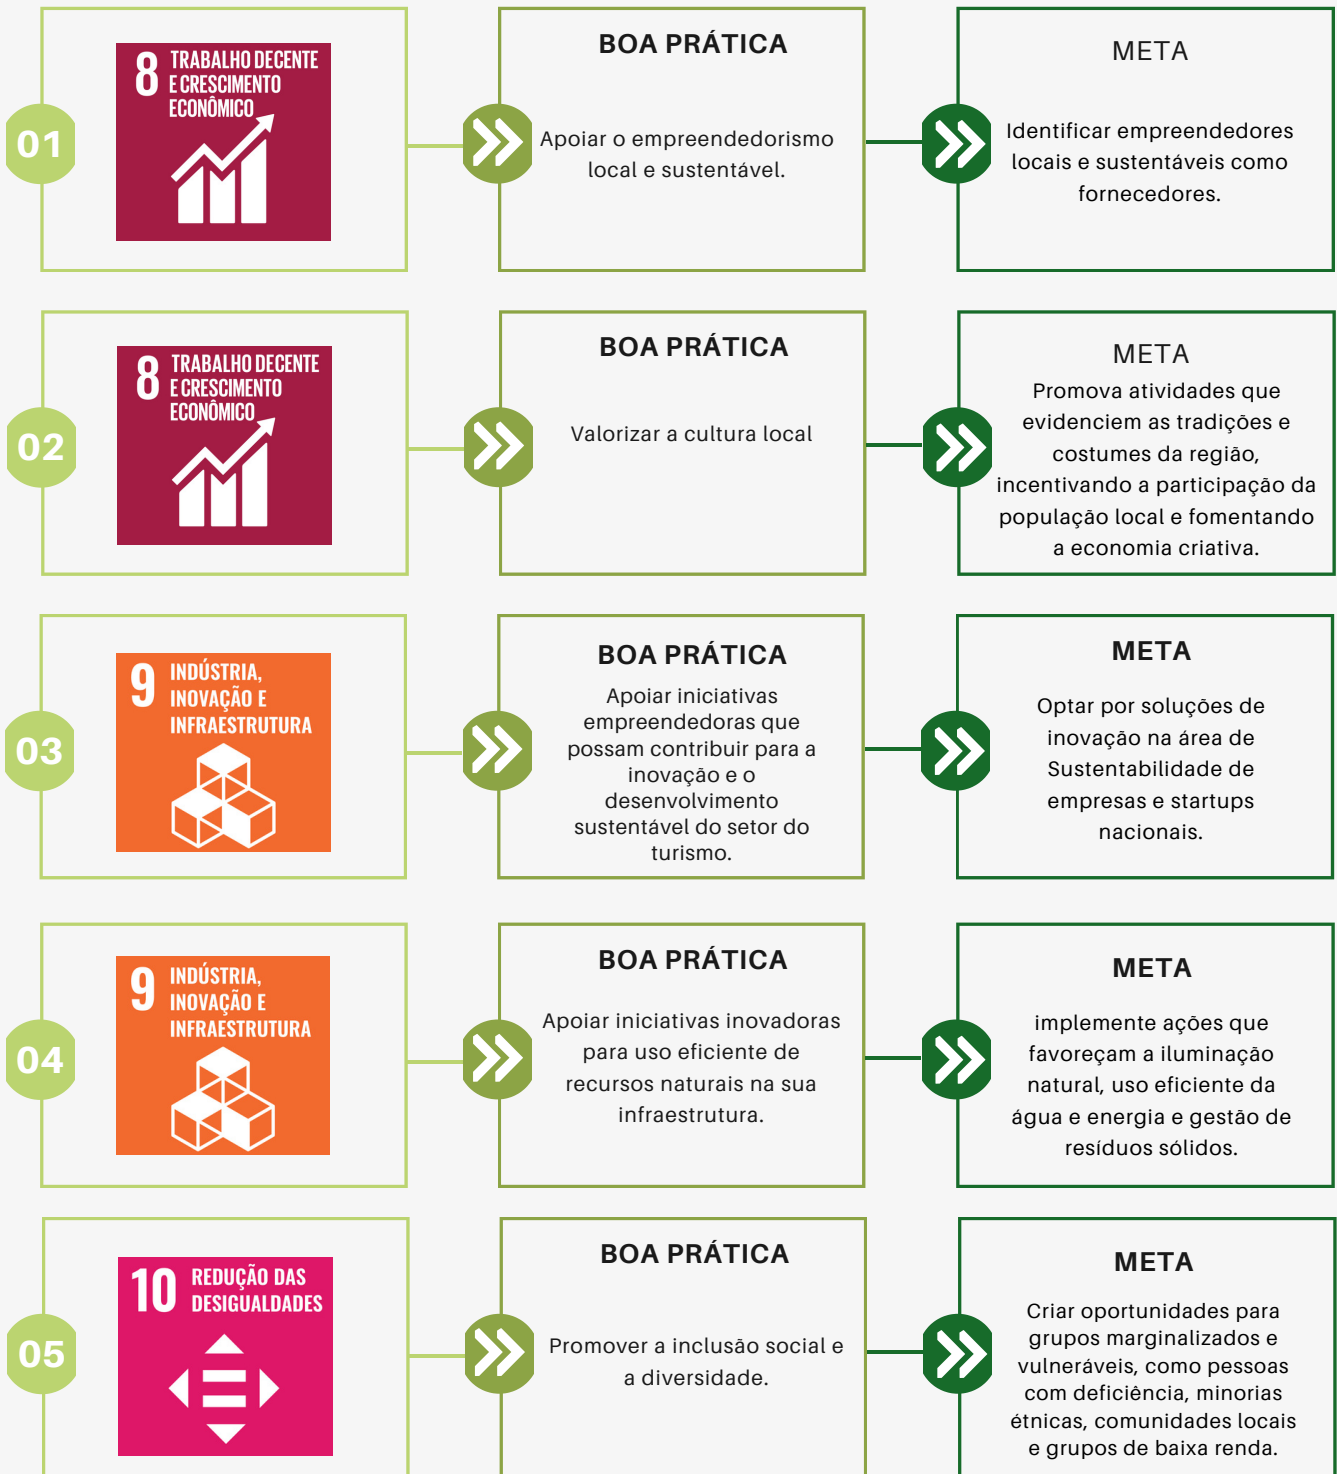 01
8
TRABALHO DECENTE
E CRESCIMENTO
ECONÔMICO
BOA PRÁTICA
Apoiar o empreendedorismo
local e sustentável.
META
Identificar empreendedores
locais e sustentáveis como
fornecedores.
02
8
TRABALHO DECENTE
E CRESCIMENTO
ECONÔMICO
BOA PRÁTICA
Valorizar a cultura local
META
Promova atividades que
evidenciem as tradições e
costumes da região,
incentivando a participação da
população local e fomentando
a economia criativa.
03
9
INDÚSTRIA,
INOVAÇÃO E
INFRAESTRUTURA
BOA PRÁTICA
Apoiar iniciativas
empreendedoras que
possam contribuir para a
inovação e o
desenvolvimento
sustentável do setor do
turismo.
META
Optar por soluções de
inovação na área de
Sustentabilidade de
empresas e startups
nacionais.
04
9
INDÚSTRIA,
INOVAÇÃO E
INFRAESTRUTURA
BOA PRÁTICA
Apoiar iniciativas inovadoras
para uso eficiente de
recursos naturais na sua
infraestrutura.
META
implemente ações que
favoreçam a iluminação
natural, uso eficiente da
água e energia e gestão de
resíduos sólidos.
05
10
REDUÇÃO DAS
DESIGUALDADES
BOA PRÁTICA
Promover a inclusão social e
a diversidade.
META
Criar oportunidades para
grupos marginalizados e
vulneráveis, como pessoas
com deficiência, minorias
étnicas, comunidades locais
e grupos de baixa renda.